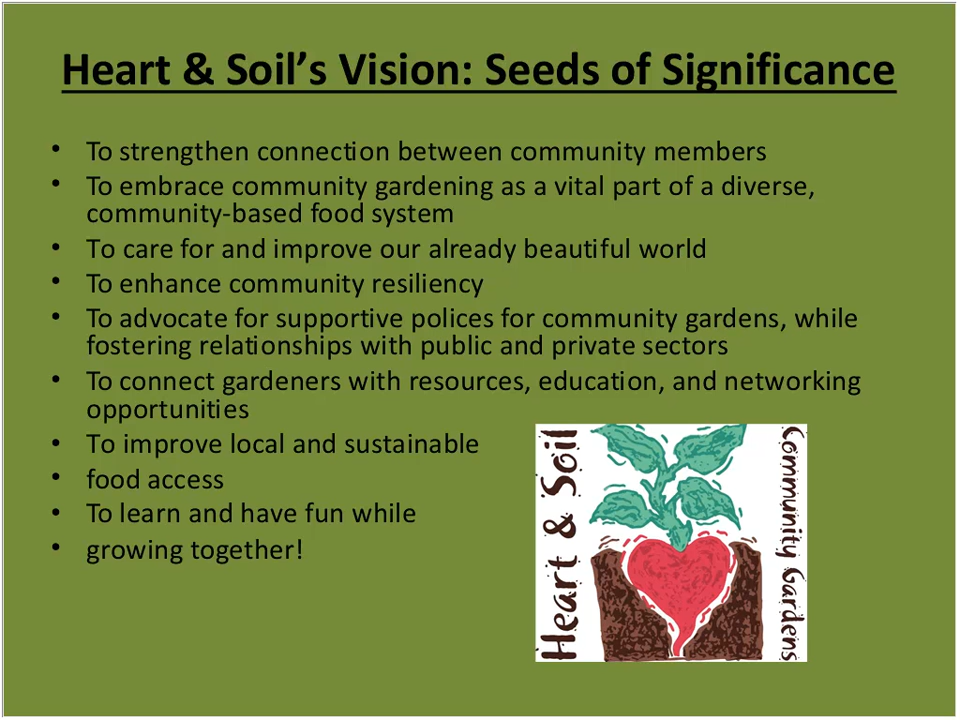 Heart & Soil’s Vision: Seeds of Significance
• To strengthen connection between community members
• To embrace community gardening as a vital part of a diverse,
community-based food system
• To care for and improve our already beautiful world
• To enhance community resiliency
• To advocate for supportive polices for community gardens, while
fostering relationships with public and private sectors
• To connect gardeners with resources, education, and networking
opportunities
• To improve local and sustainable
• food access
• To learn and have fun while
• growing together!
Heart & Soil
Community Gardens